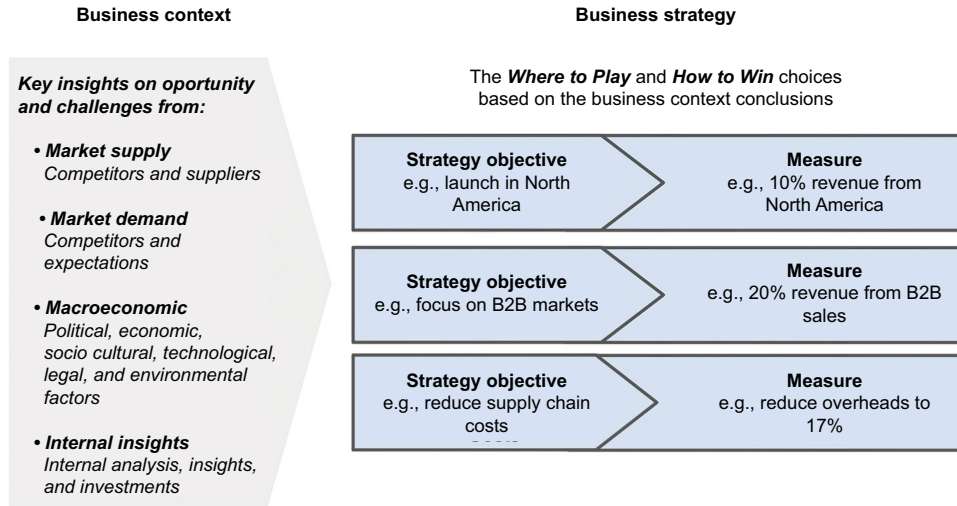 Business context
Key insights on oportunity
and challenges from:
• Market supply
Competitors and suppliers
• Market demand
Competitors and
expectations
• Macroeconomic
Political, economic,
socio cultural, technological,
legal, and environmental
factors
• Internal insights
Internal analysis, insights,
and investments
Business strategy
The Where to Play and How to Win choices
based on the business context conclusions
Strategy objective
e.g., launch in North
America
Measure
e.g., 10% revenue from
North America
Strategy objective
e.g., focus on B2B markets
Measure
e.g., 20% revenue from B2B
sales
Strategy objective
e.g., reduce supply chain
costs
Measure
e.g., reduce overheads to
17%